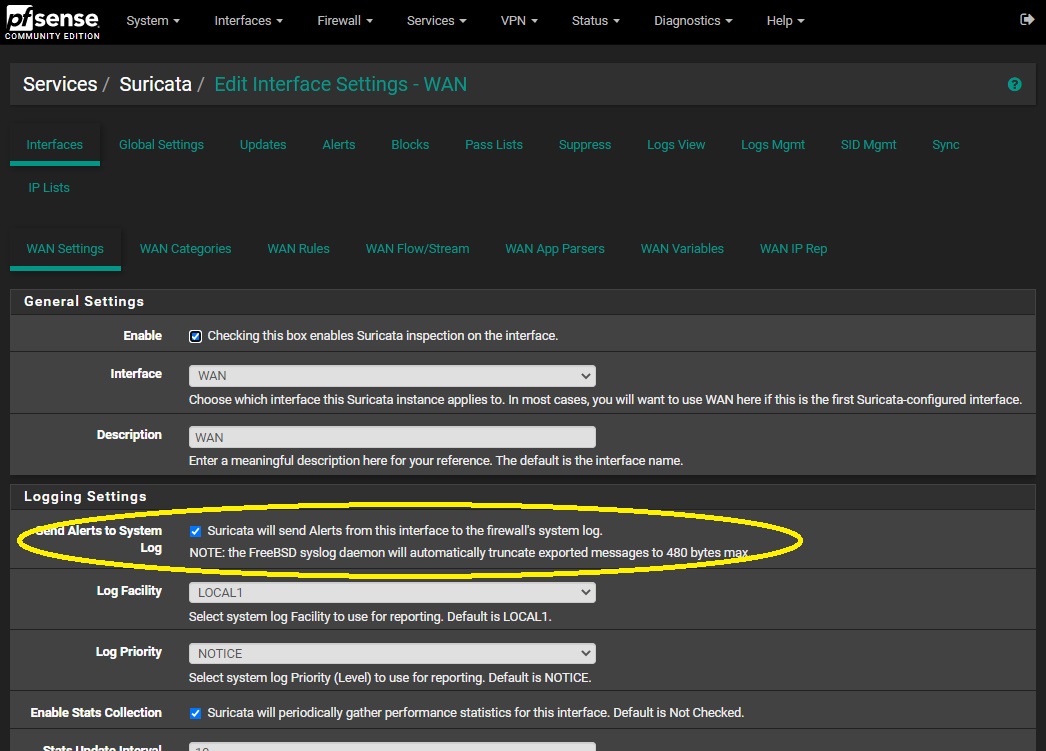 pfsense
COMMUNITY EDITION
System Interfaces Firewall Services VPN Status Diagnostics Help
Services / Suricata / Edit Interface Settings - WAN
Interfaces Global Settings Updates Alerts Blocks Pass Lists Suppress Logs View Logs Mgmt SID Mgmt Sync
IP Lists
WAN Settings WAN Categories WAN Rules WAN Flow/Stream WAN App Parsers WAN Variables WAN IP Rep
General Settings
Enable Checking this box enables Suricata inspection on the interface.
Interface WAN
Choose which interface this Suricata instance applies to. In most cases, you will want to use WAN here if this is the first Suricata-configured interface.
Description WAN
Enter a meaningful description here for your reference. The default is the interface name.
Logging Settings
Send Alerts to System Suricata will send Alerts from this interface to the firewall's system log.
Log NOTE: the FreeBSD syslog daemon will automatically truncate exported messages to 480 bytes max.
Log Facility LOCAL1
Select system log Facility to use for reporting. Default is LOCAL1.
Log Priority NOTICE
Select system log Priority (Level) to use for reporting. Default is NOTICE.
Enable Stats Collection Suricata will periodically gather performance statistics for this interface. Default is Not Checked.
Stats Update Interval 10